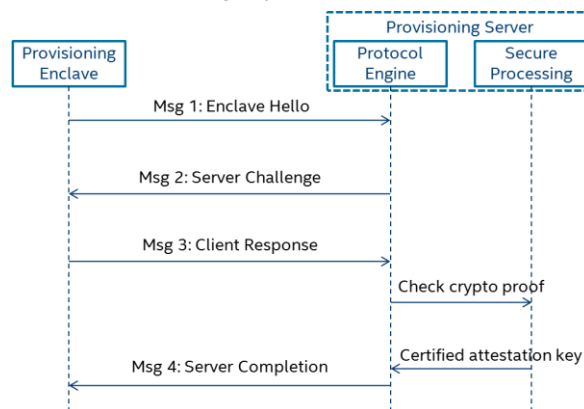 Provisioning Server
Provisioning
Enclave
Protocol
Engine
Secure
Processing
Msg 1: Enclave Hello
Msg 2: Server Challenge
Msg 3: Client Response
Check crypto proof
Certified attestation key
Msg 4: Server Completion